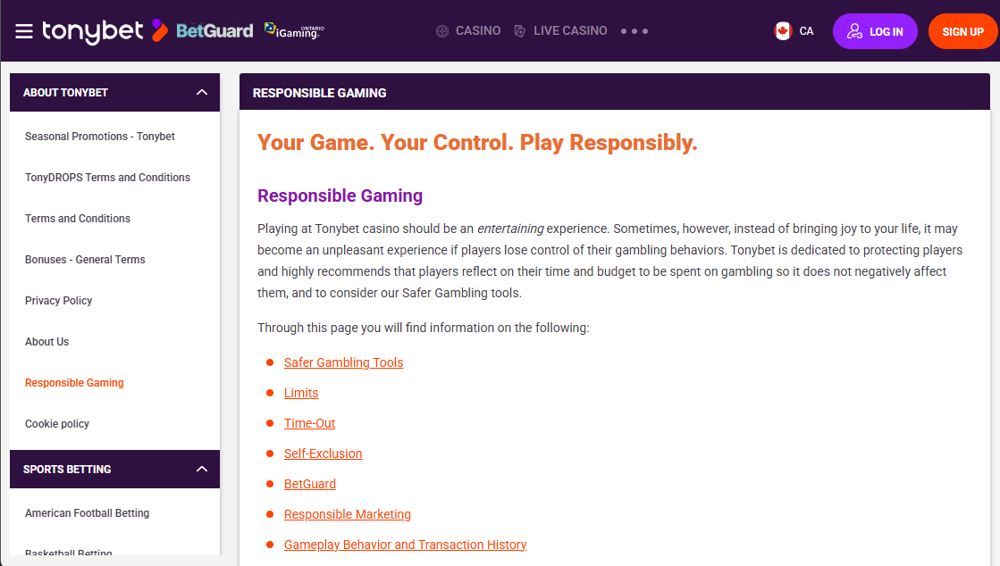 tonybet BetGuard iGaming ONTARIO CASINO LIVE CASINO CA LOG IN SIGN UP
ABOUT TONYBET
Seasonal Promotions - Tonybet
TonyDROPS Terms and Conditions
Terms and Conditions
Bonuses - General Terms
Privacy Policy
About Us
Responsible Gaming
Cookie policy
SPORTS BETTING
American Football Betting
Basketball Betting
RESPONSIBLE GAMING
Your Game. Your Control. Play Responsibly.
Responsible Gaming
Playing at Tonybet casino should be an entertaining experience. Sometimes, however, instead of bringing joy to your life, it may
become an unpleasant experience if players lose control of their gambling behaviors. Tonybet is dedicated to protecting players
and highly recommends that players reflect on their time and budget to be spent on gambling so it does not negatively affect
them, and to consider our Safer Gambling tools.
Through this page you will find information on the following:
Safer Gambling Tools
Limits
Time-Out
Self-Exclusion
BetGuard
Responsible Marketing
Gameplay Behavior and Transaction History